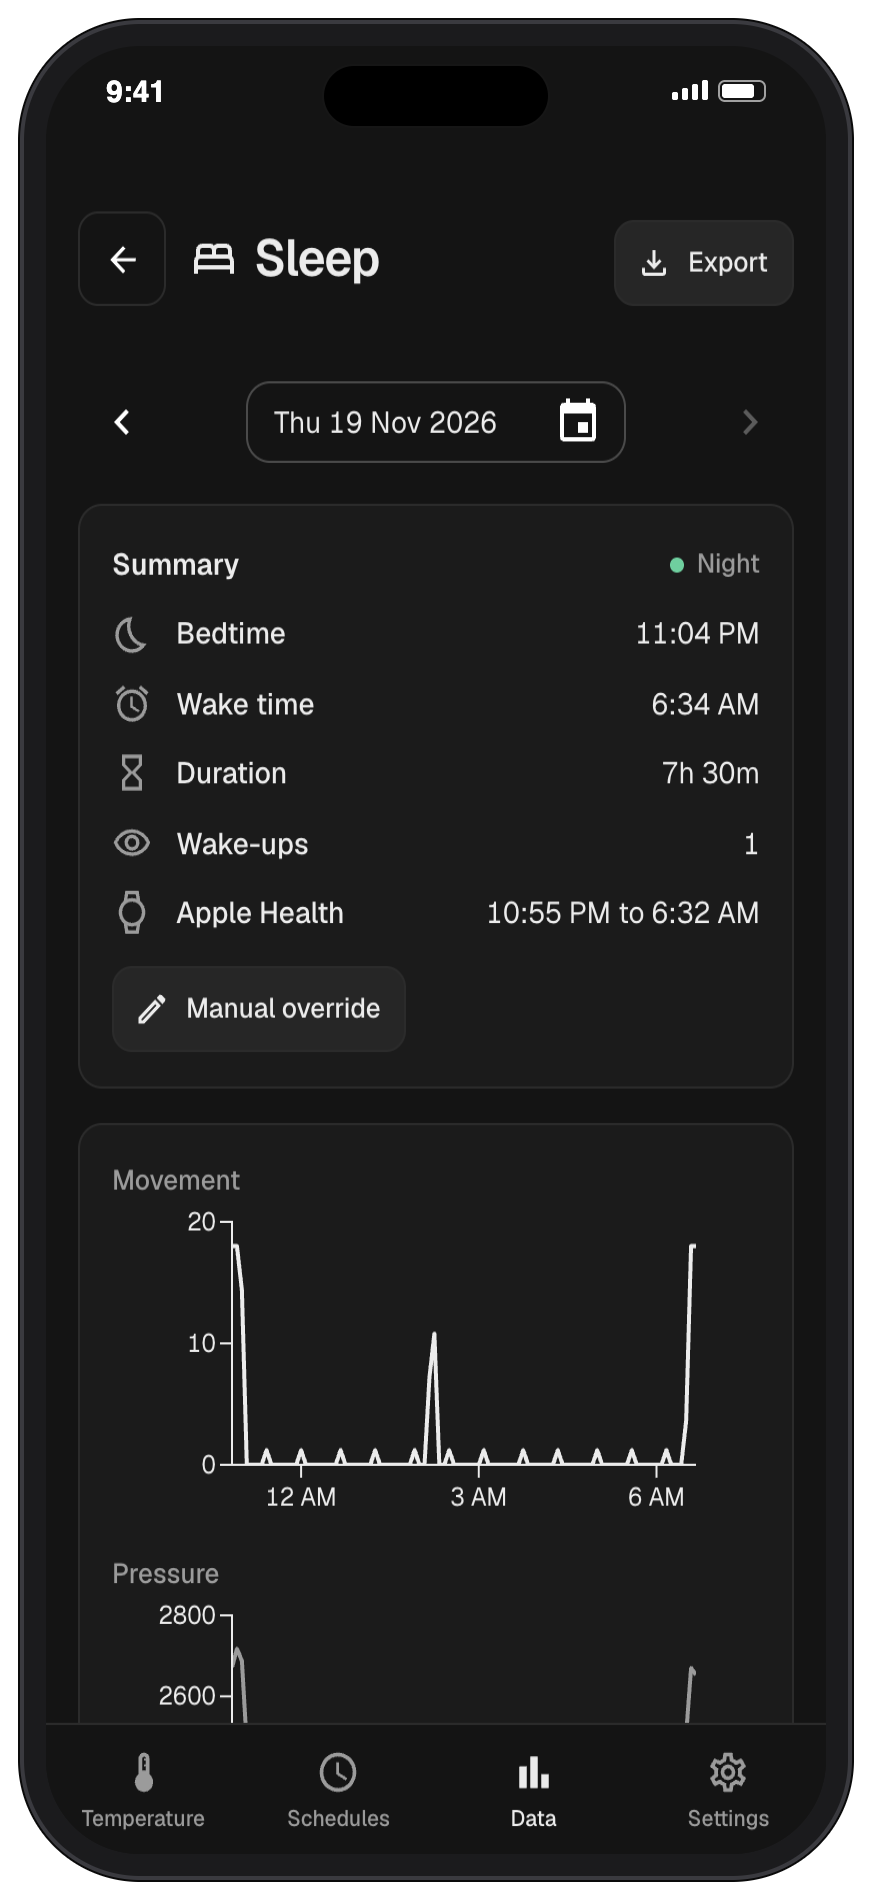 9:41
Sleep
Export
Thu 19 Nov 2026
Summary
Night
Bedtime 11:04 PM
Wake time 6:34 AM
Duration 7h 30m
Wake-ups 1
Apple Health 10:55 PM to 6:32 AM
Manual override
Movement
20
10
0
12 AM 3 AM 6 AM
Pressure
2800
2600
Temperature Schedules Data Settings